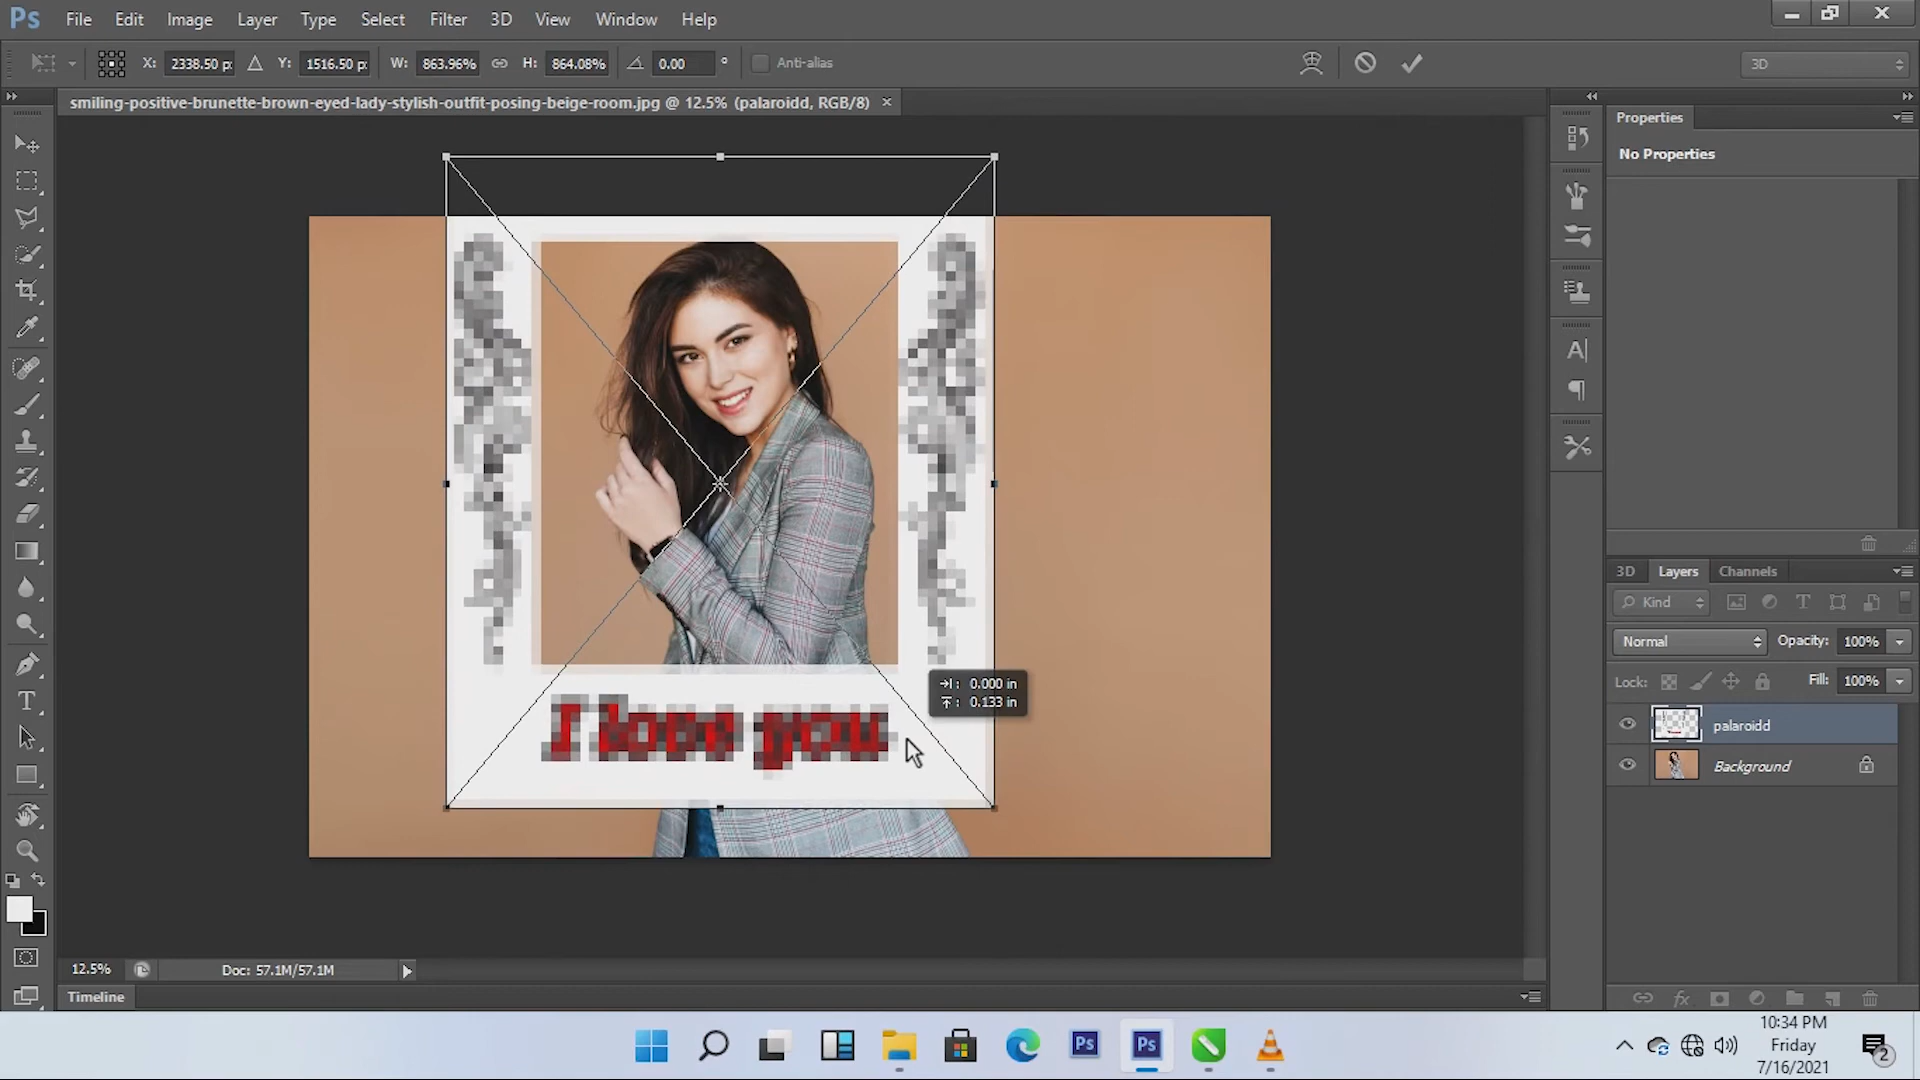 Ps File Edit Image Layer Type Select Filter 3D View Window Help
X: 2338.50 p Y: 1516.50 p W: 863.96% H: 864.08% 0.00 ° Anti-alias 3D
smiling-positive-brunette-brown-eyed-lady-stylish-outfit-posing-beige-room.jpg @ 12.5% (palaroidd, RGB/8) ×
Properties
No Properties
I love you
: 0.000 in
: 0.133 in
3D Layers Channels
Kind
Normal Opacity: 100%
Lock: Fill: 100%
palaroidd
Background
12.5% Doc: 57.1M/57.1M
Timeline
Ps Ps
10:34 PM
Friday
7/16/2021
2